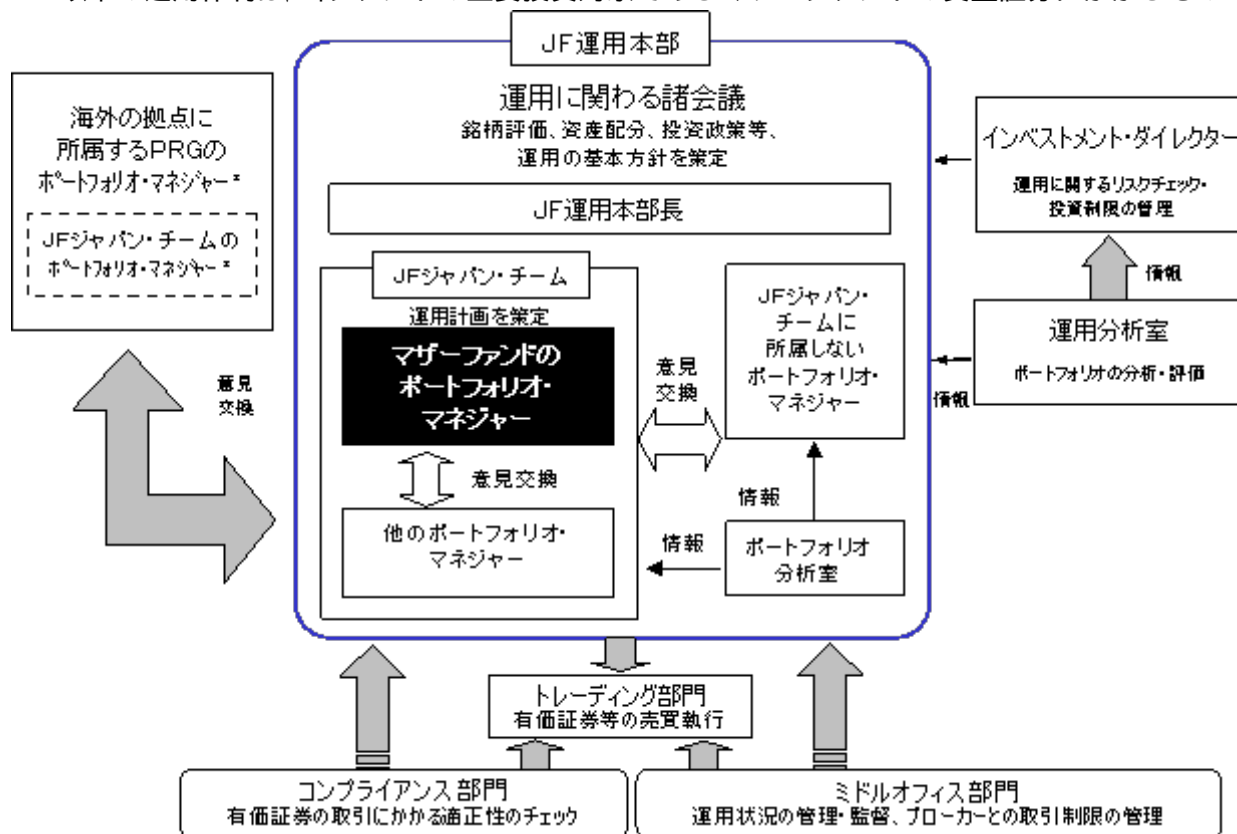 JF運用本部
運用に関わる諸会議
銘柄評価、資産配分、投資政策等、
運用の基本方針を策定
JF運用本部長
海外の拠点に
所属するPRGの
ポートフォリオ・マネジャー*
JFジャパン・チームの
ポートフォリオ・マネジャー*
意見
交換
JFジャパン・チーム
運用計画を策定
マザーファンドの
ポートフォリオ・
マネジャー
意見交換
他のポートフォリオ・
マネジャー
意見
交換
JFジャパン・
チームに
所属しない
ポートフォリオ・
マネジャー
情報
情報
ポートフォリオ
分析室
インベストメント・ダイレクター
運用に関するリスクチェック・
投資制限の管理
情報
運用分析室
ポートフォリオの分析・評価
情報
トレーディング部門
有価証券等の売買執行
コンプライアンス部門
有価証券の取引にかかる適正性のチェック
ミドルオフィス部門
運用状況の管理・監督、ブローカーとの取引制限の管理